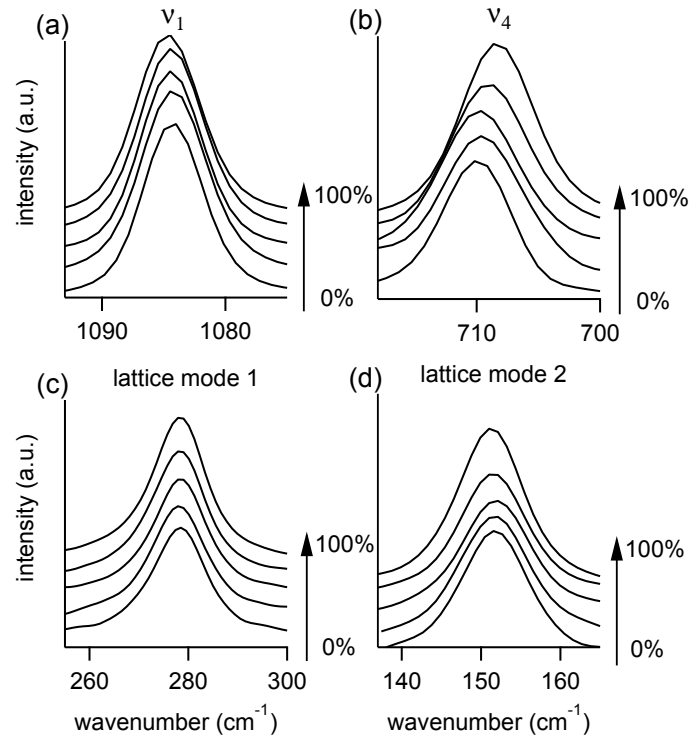 (a)
ν1
(b)
ν4
intensity (a.u.)
100%
0%
100%
0%
1090
1080
710
700
(c)
lattice mode 1
(d)
lattice mode 2
intensity (a.u.)
100%
0%
100%
0%
260
280
300
140
150
160
wavenumber (cm-1)
wavenumber (cm-1)